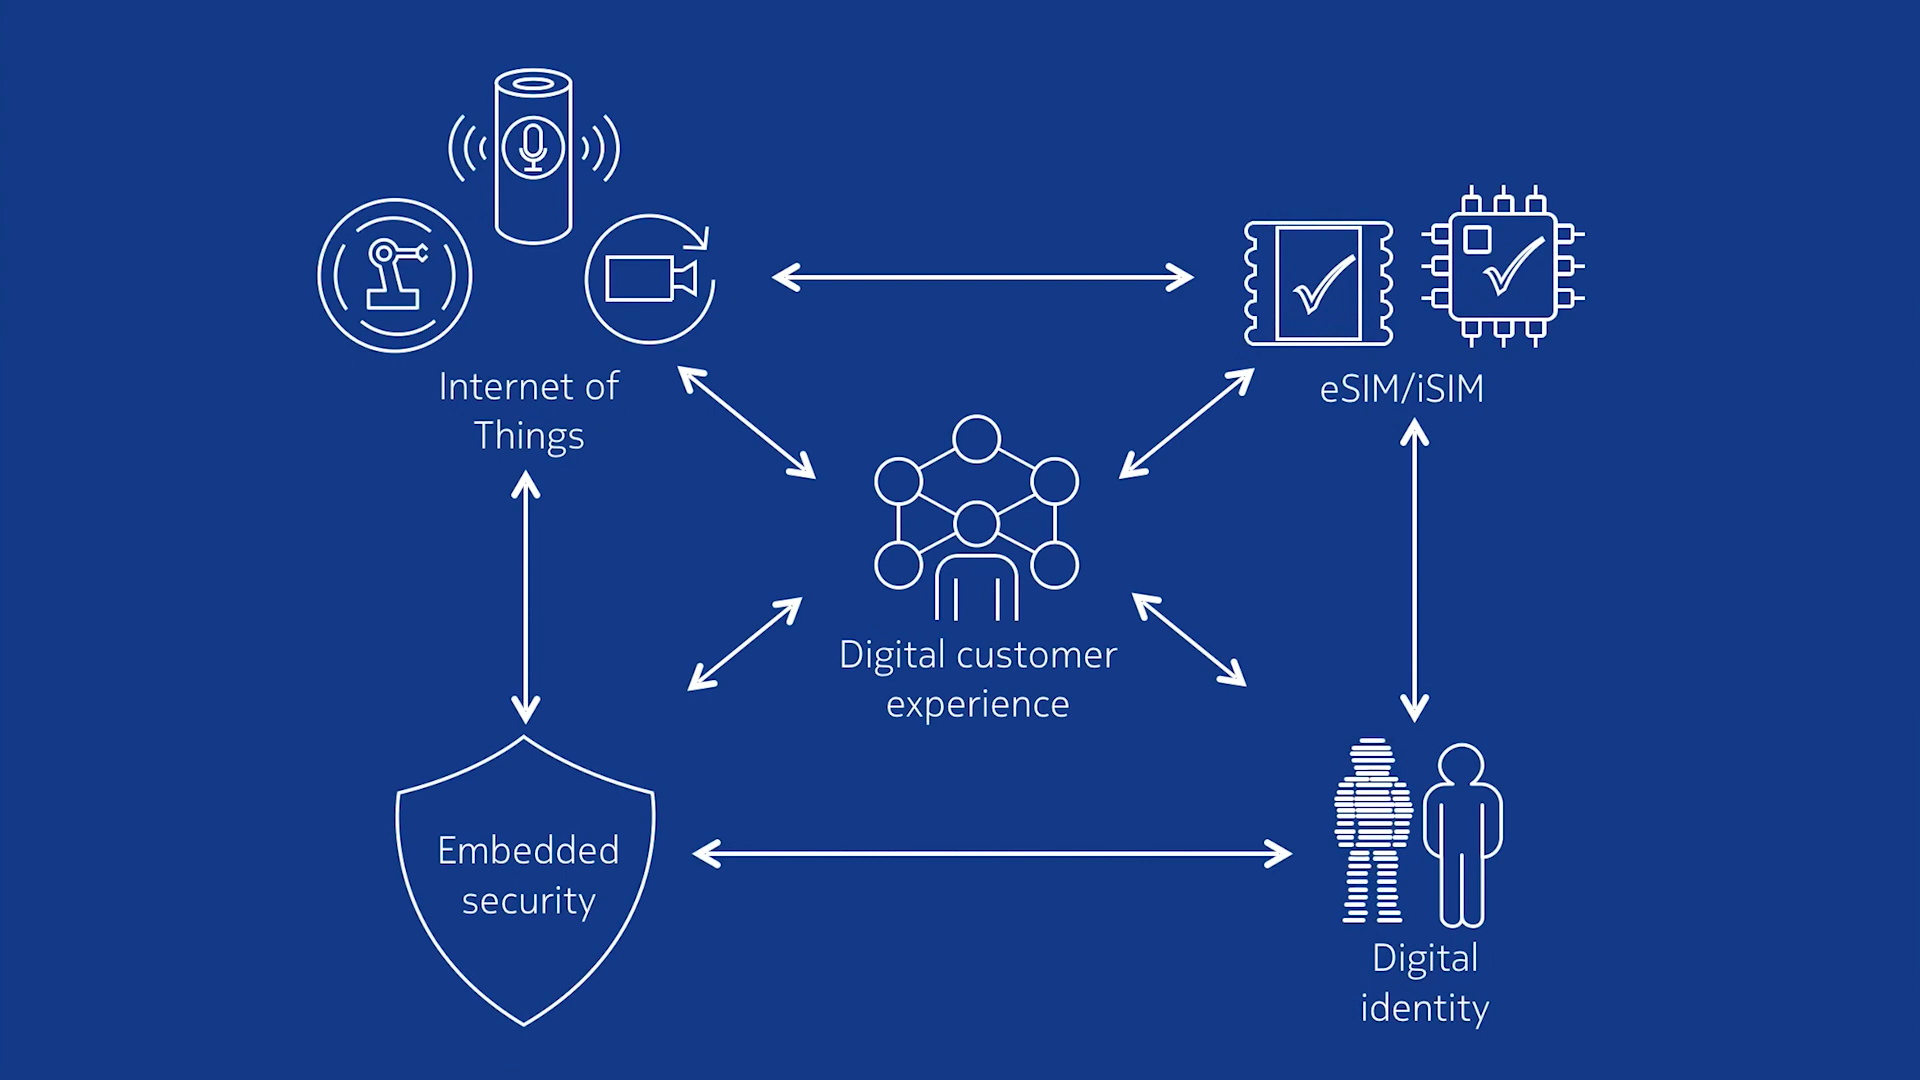 Internet of
Things
eSIM/iSIM
Digital customer
experience
Embedded
security
Digital
identity